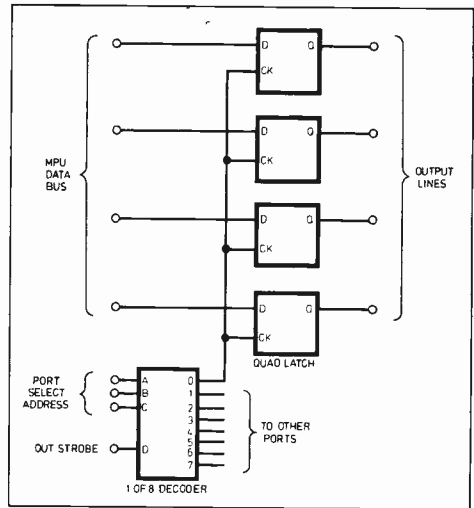 D Q
CK
D Q
CK
MPU
DATA
BUS
OUTPUT
LINES
D Q
CK
D Q
CK
QUAD LATCH
PORT
SELECT
ADDRESS
A 0
B 1
C 2
3
4
5
D 6
7
TO OTHER
PORTS
OUT STROBE
1 OF 8 DECODER